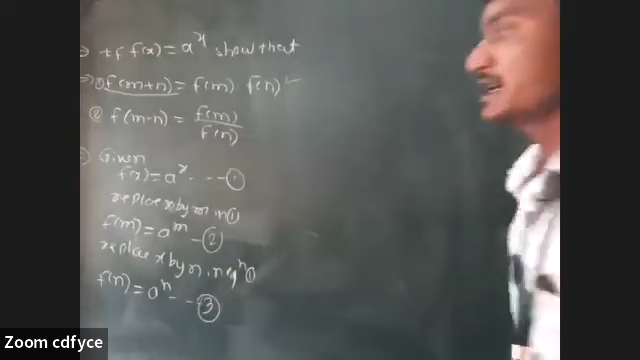 ⇒ If f(x) = a^x show that
⇒ ① f(m+n) = f(m) f(n)
② f(m-n) = f(m)/f(n)
Given
f(x) = a^x - - - ①
replace x by m in ①
f(m) = a^m - ②
replace x by n in eqⁿ ①
f(n) = a^n - - ③
Zoom cdfyce